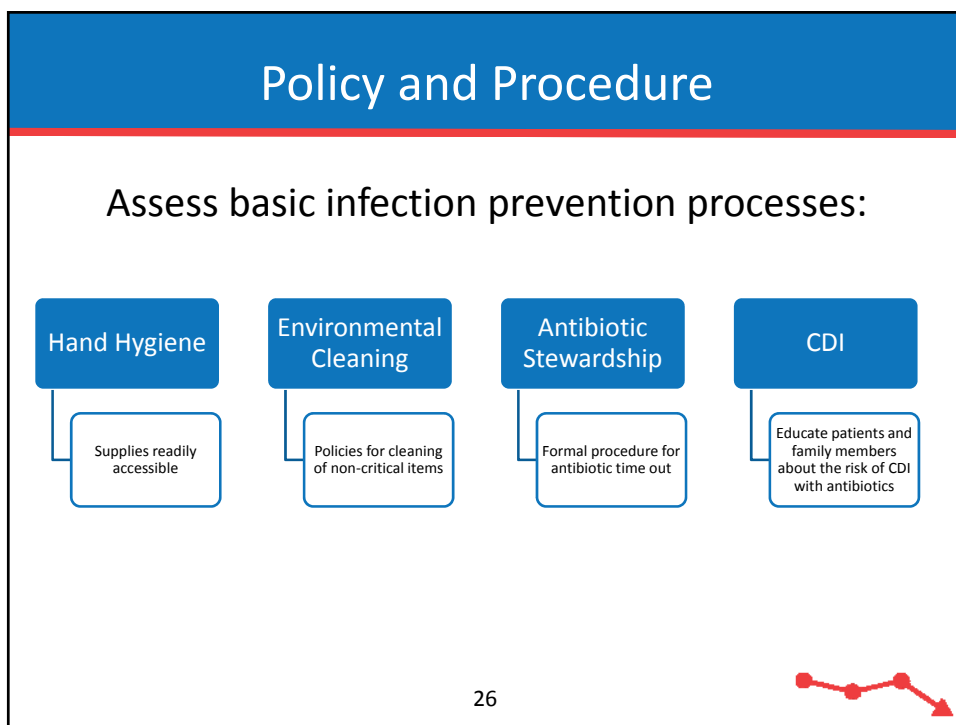 Policy and Procedure
Assess basic infection prevention processes:
Hand Hygiene
Supplies readily
accessible
Environmental
Cleaning
Policies for cleaning
of non-critical items
Antibiotic
Stewardship
Formal procedure for
antibiotic time out
CDI
Educate patients and
family members
about the risk of CDI
with antibiotics
26